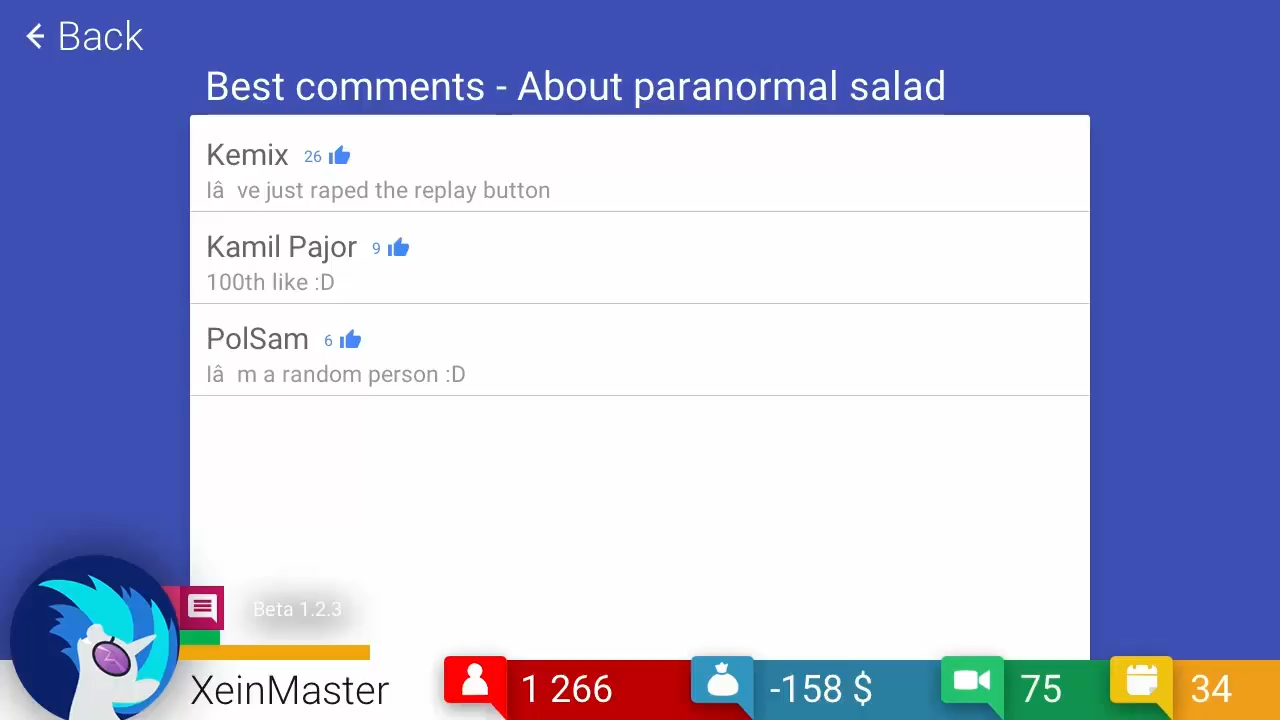 Back
Best comments - About paranormal salad
Kemix 26
Iâ ve just raped the replay button
Kamil Pajor 9
100th like :D
PolSam 6
Iâ m a random person :D
Beta 1.2.3
XeinMaster 1 266 -158 $ 75 34